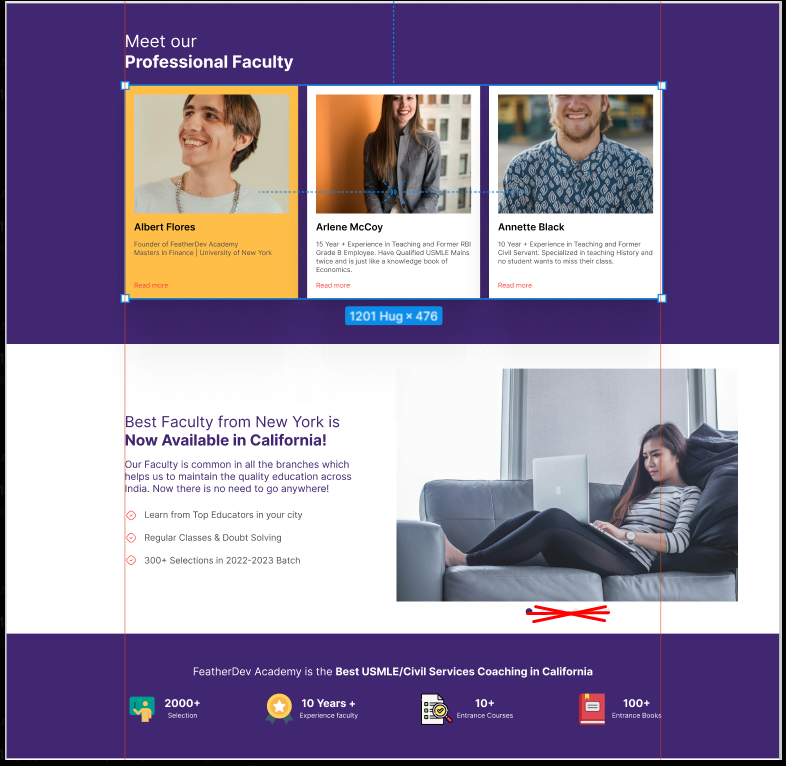 Meet our
Professional Faculty
Albert Flores
Founder of FeatherDev Academy
Masters in Finance | University of New York
Read more
Arlene McCoy
15 Year + Experience in Teaching and Former RBI
Grade B Employee. Have Qualified USMLE Mains
twice and is just like a knowledge book of
Economics.
Read more
Annette Black
10 Year + Experience in Teaching and Former
Civil Servant. Specialized in teaching History and
no student wants to miss their class.
Read more
1201 Hug × 476
Best Faculty from New York is
Now Available in California!
Our Faculty is common in all the branches which
helps us to maintain the quality education across
India. Now there is no need to go anywhere!
Learn from Top Educators in your city
Regular Classes & Doubt Solving
300+ Selections in 2022-2023 Batch
FeatherDev Academy is the Best USMLE/Civil Services Coaching in California
2000+
Selection
10 Years +
Experience faculty
10+
Entrance Courses
100+
Entrance Books